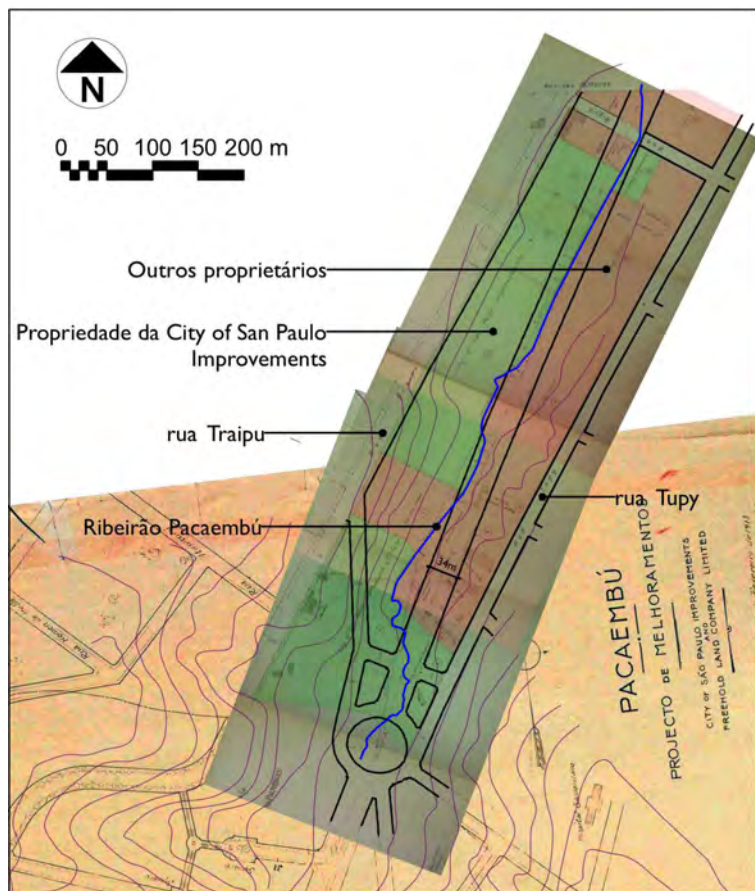 N
0 50 100 150 200 m
Outros proprietários
Propriedade da City of San Paulo
Improvements
rua Traipu
rua Tupy
Ribeirão Pacaembú
34m
PACAEMBÚ
PROJECTO DE MELHORAMENTOS
CITY OF SÃO PAULO IMPROVEMENTS
AND
FREEHOLD LAND COMPANY LIMITED